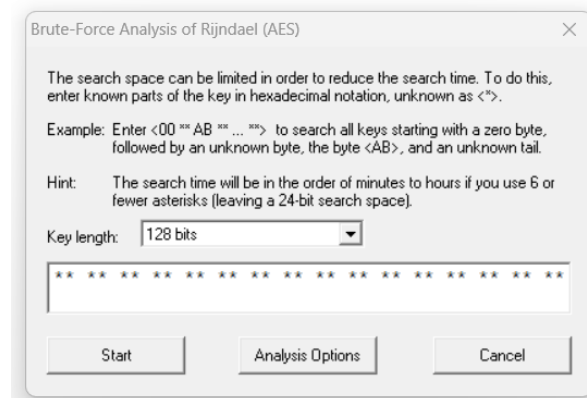 Brute-Force Analysis of Rijndael (AES)
The search space can be limited in order to reduce the search time. To do this,
enter known parts of the key in hexadecimal notation, unknown as <*>.
Example: Enter <00 ** AB ** ... **> to search all keys starting with a zero byte,
followed by an unknown byte, the byte <AB>, and an unknown tail.
Hint: The search time will be in the order of minutes to hours if you use 6 or
fewer asterisks (leaving a 24-bit search space).
Key length: 128 bits
** ** ** ** ** ** ** ** ** ** ** ** ** ** ** **
Start Analysis Options Cancel